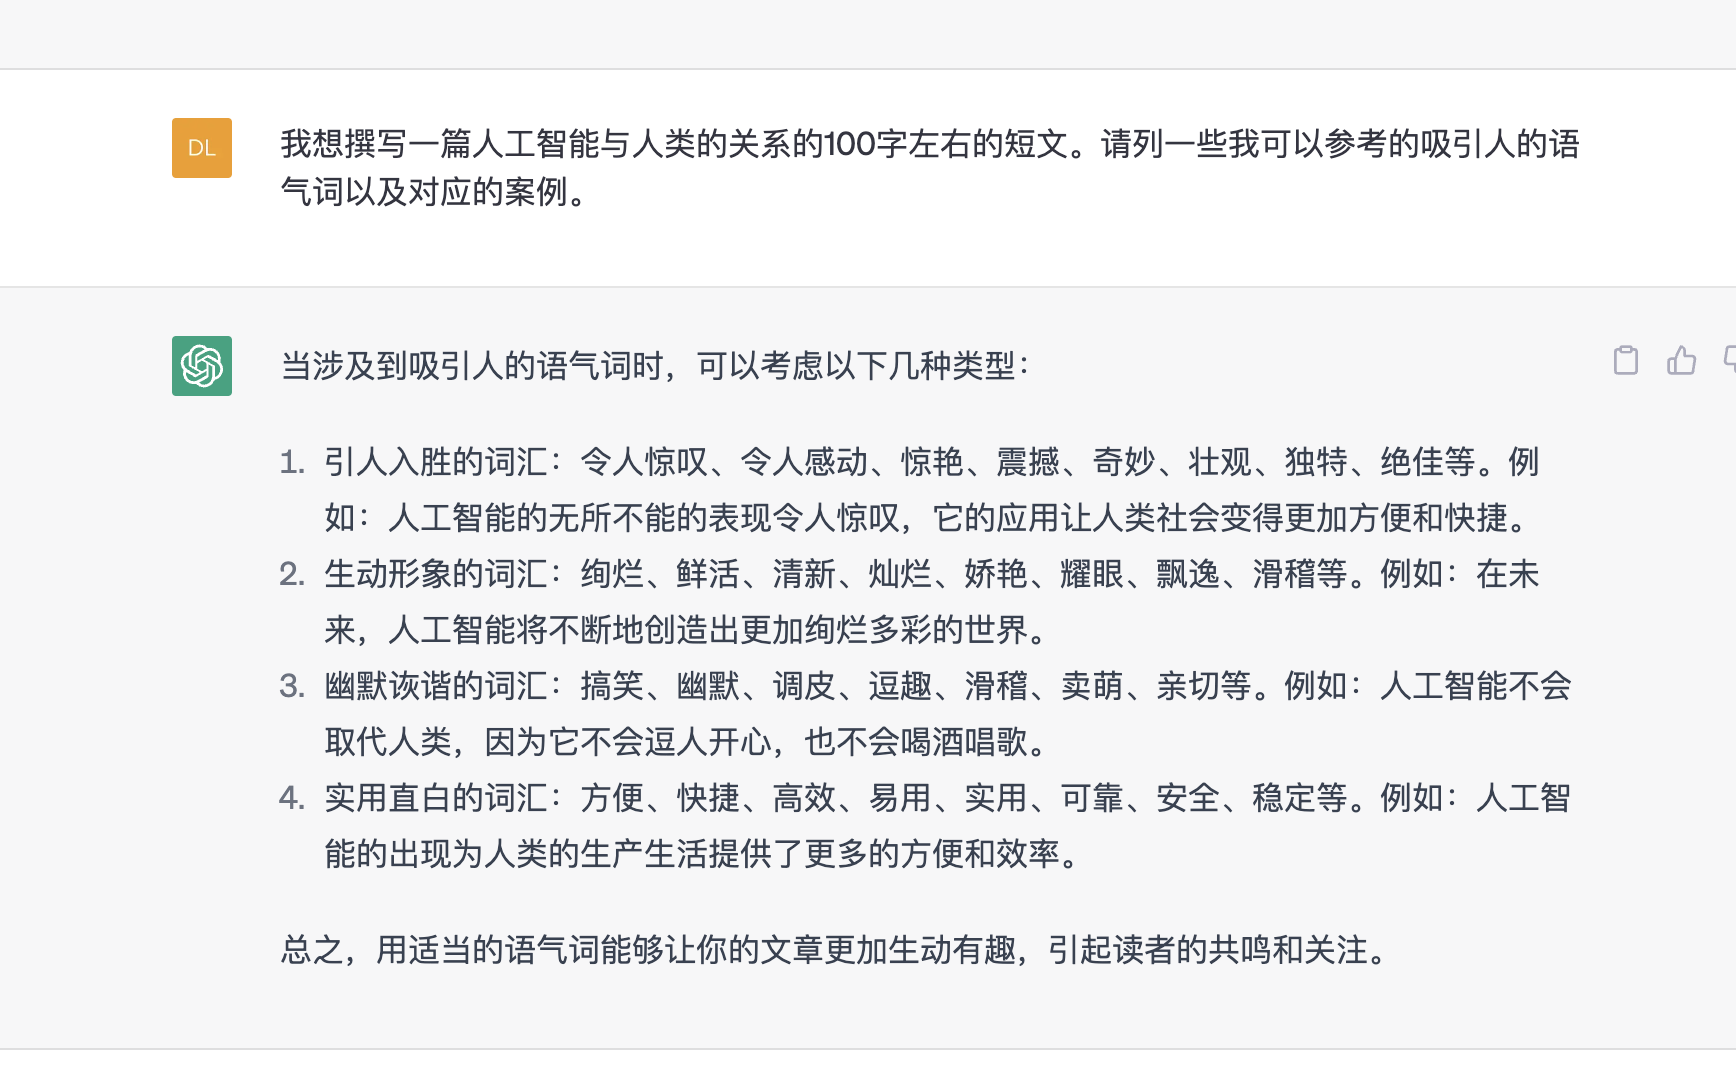 DL
我想撰写一篇人工智能与人类的关系的100字左右的短文。请列一些我可以参考的吸引人的语
气词以及对应的案例。
当涉及到吸引人的语气词时，可以考虑以下几种类型：
1. 引人入胜的词汇：令人惊叹、令人感动、惊艳、震撼、奇妙、壮观、独特、绝佳等。例
如：人工智能的无所不能的表现令人惊叹，它的应用让人类社会变得更加方便和快捷。
2. 生动形象的词汇：绚烂、鲜活、清新、灿烂、娇艳、耀眼、飘逸、滑稽等。例如：在未
来，人工智能将不断地创造出更加绚烂多彩的世界。
3. 幽默诙谐的词汇：搞笑、幽默、调皮、逗趣、滑稽、卖萌、亲切等。例如：人工智能不会
取代人类，因为它不会逗人开心，也不会喝酒唱歌。
4. 实用直白的词汇：方便、快捷、高效、易用、实用、可靠、安全、稳定等。例如：人工智
能的出现为人类的生产生活提供了更多的方便和效率。
总之，用适当的语气词能够让你的文章更加生动有趣，引起读者的共鸣和关注。